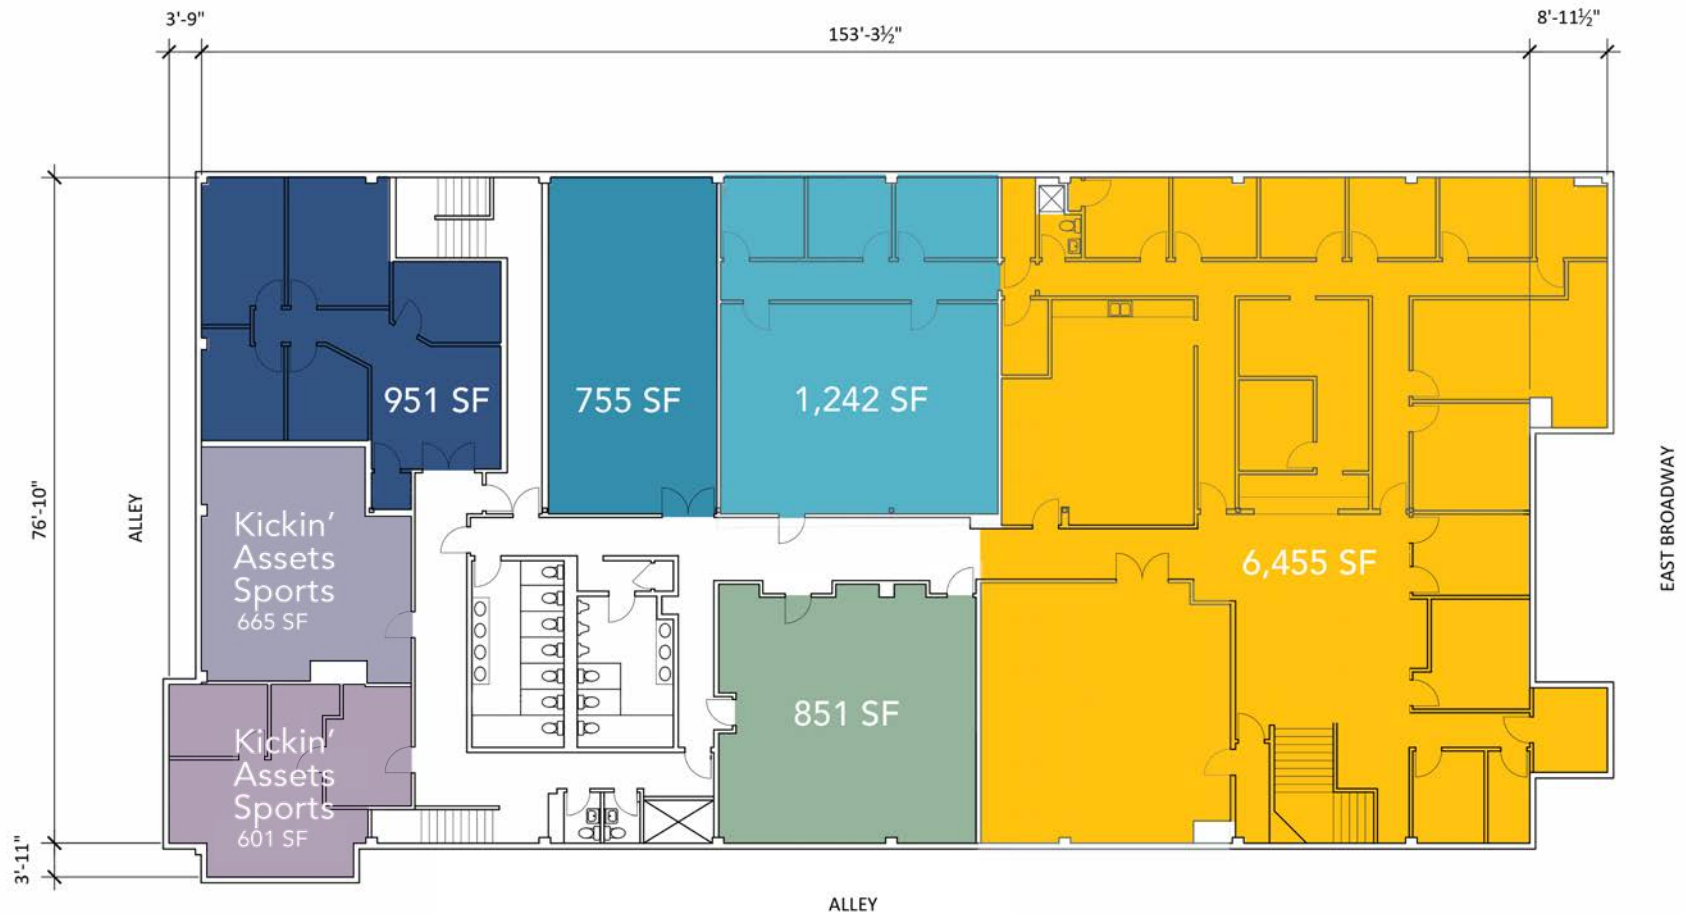 3'-9"
153'-3½"
8'-11½"
76'-10"
ALLEY
951 SF
755 SF
1,242 SF
Kickin'
Assets
Sports
665 SF
6,455 SF
EAST BROADWAY
851 SF
Kickin'
Assets
Sports
601 SF
3'-11"
ALLEY